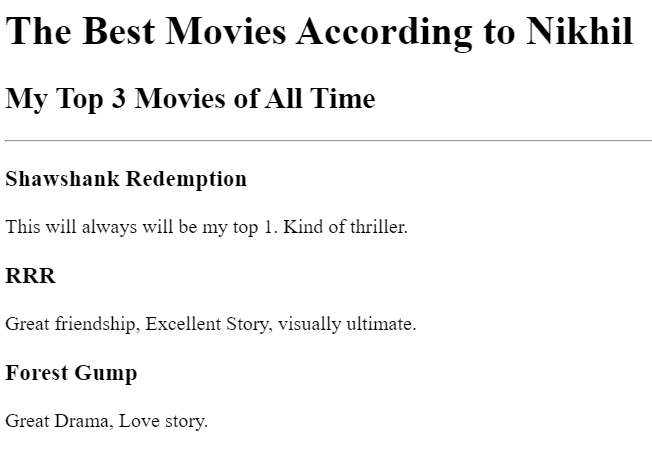 The Best Movies According to Nikhil
My Top 3 Movies of All Time
Shawshank Redemption
This will always will be my top 1. Kind of thriller.
RRR
Great friendship, Excellent Story, visually ultimate.
Forest Gump
Great Drama, Love story.